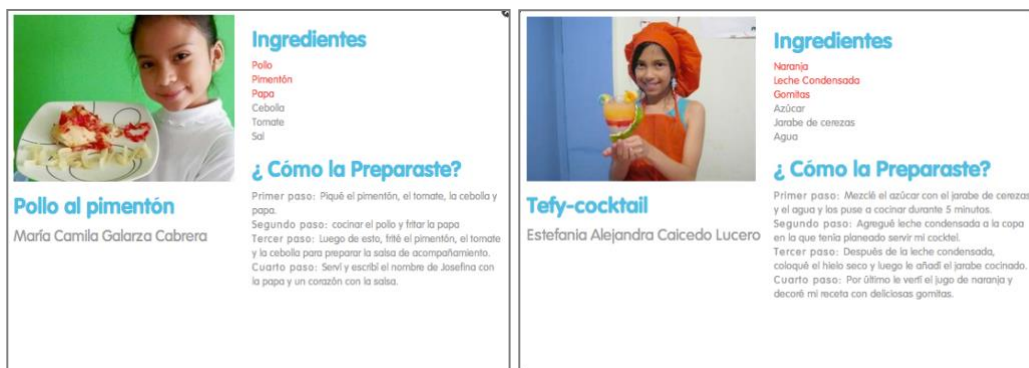 Ingredientes
Pollo
Pimentón
Papa
Cebolla
Tomate
Sal
¿ Cómo la Preparaste?
Primer paso: Piqué el pimentón, el tomate, la cebolla y
papa.
Segundo paso: cocinar el pollo y fritar la papa
Tercer paso: Luego de esto, frité el pimentón, el tomate
y la cebolla para preparar la salsa de acompañamiento.
Cuarto paso: Serví y escribí el nombre de Josefina con
la papa y un corazón con la salsa.
Pollo al pimentón
María Camila Galarza Cabrera
Ingredientes
Naranja
Leche Condensada
Gomitas
Azúcar
Jarabe de cerezas
Agua
¿ Cómo la Preparaste?
Primer paso: Mezclé el azúcar con el jarabe de cerezas
y el agua y los puse a cocinar durante 5 minutos.
Segundo paso: Agregué leche condensada a la copa
en la que tenía planeado servir mi cocktel.
Tercer paso: Después de la leche condensada,
coloqué el hielo seco y luego le añadí el jarabe cocinado.
Cuarto paso: Por último le vertí el jugo de naranja y
decoré mi receta con deliciosas gomitas.
Tefy-cocktail
Estefania Alejandra Caicedo Lucero